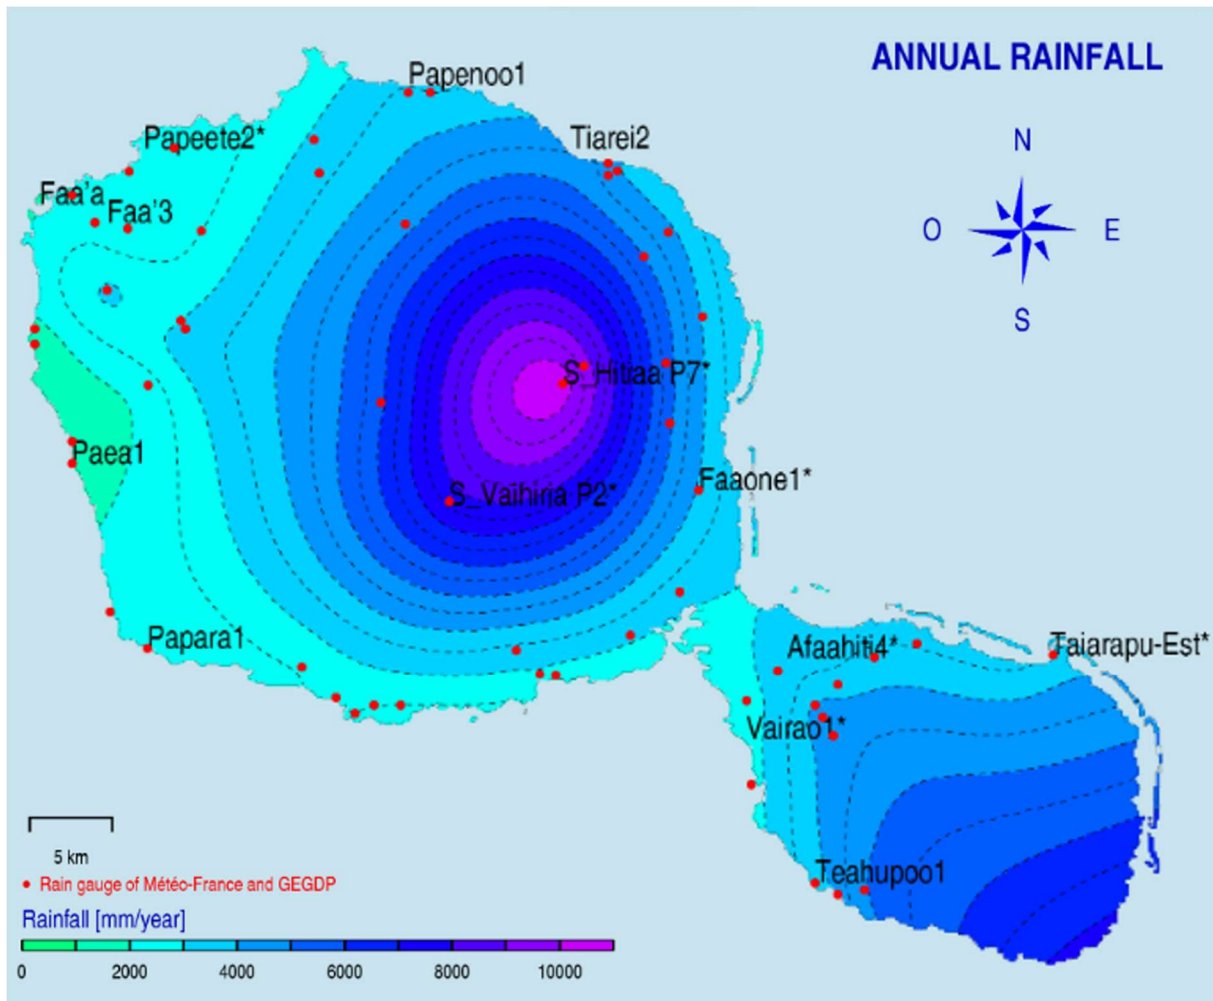 ANNUAL RAINFALL
Papenoo1
Papeete2*
Tiarei2
N
Faa'a
Faa'3
O
E
S
S_Hitiaa P7*
Paea1
Faaone1*
S_Vaihiria P2*
Papara1
Afaahiti4*
Taiarapu-Est*
Vairao1*
Teahupoo1
5 km
Rain gauge of Météo-France and GEGDP
Rainfall [mm/year]
0 2000 4000 6000 8000 10000